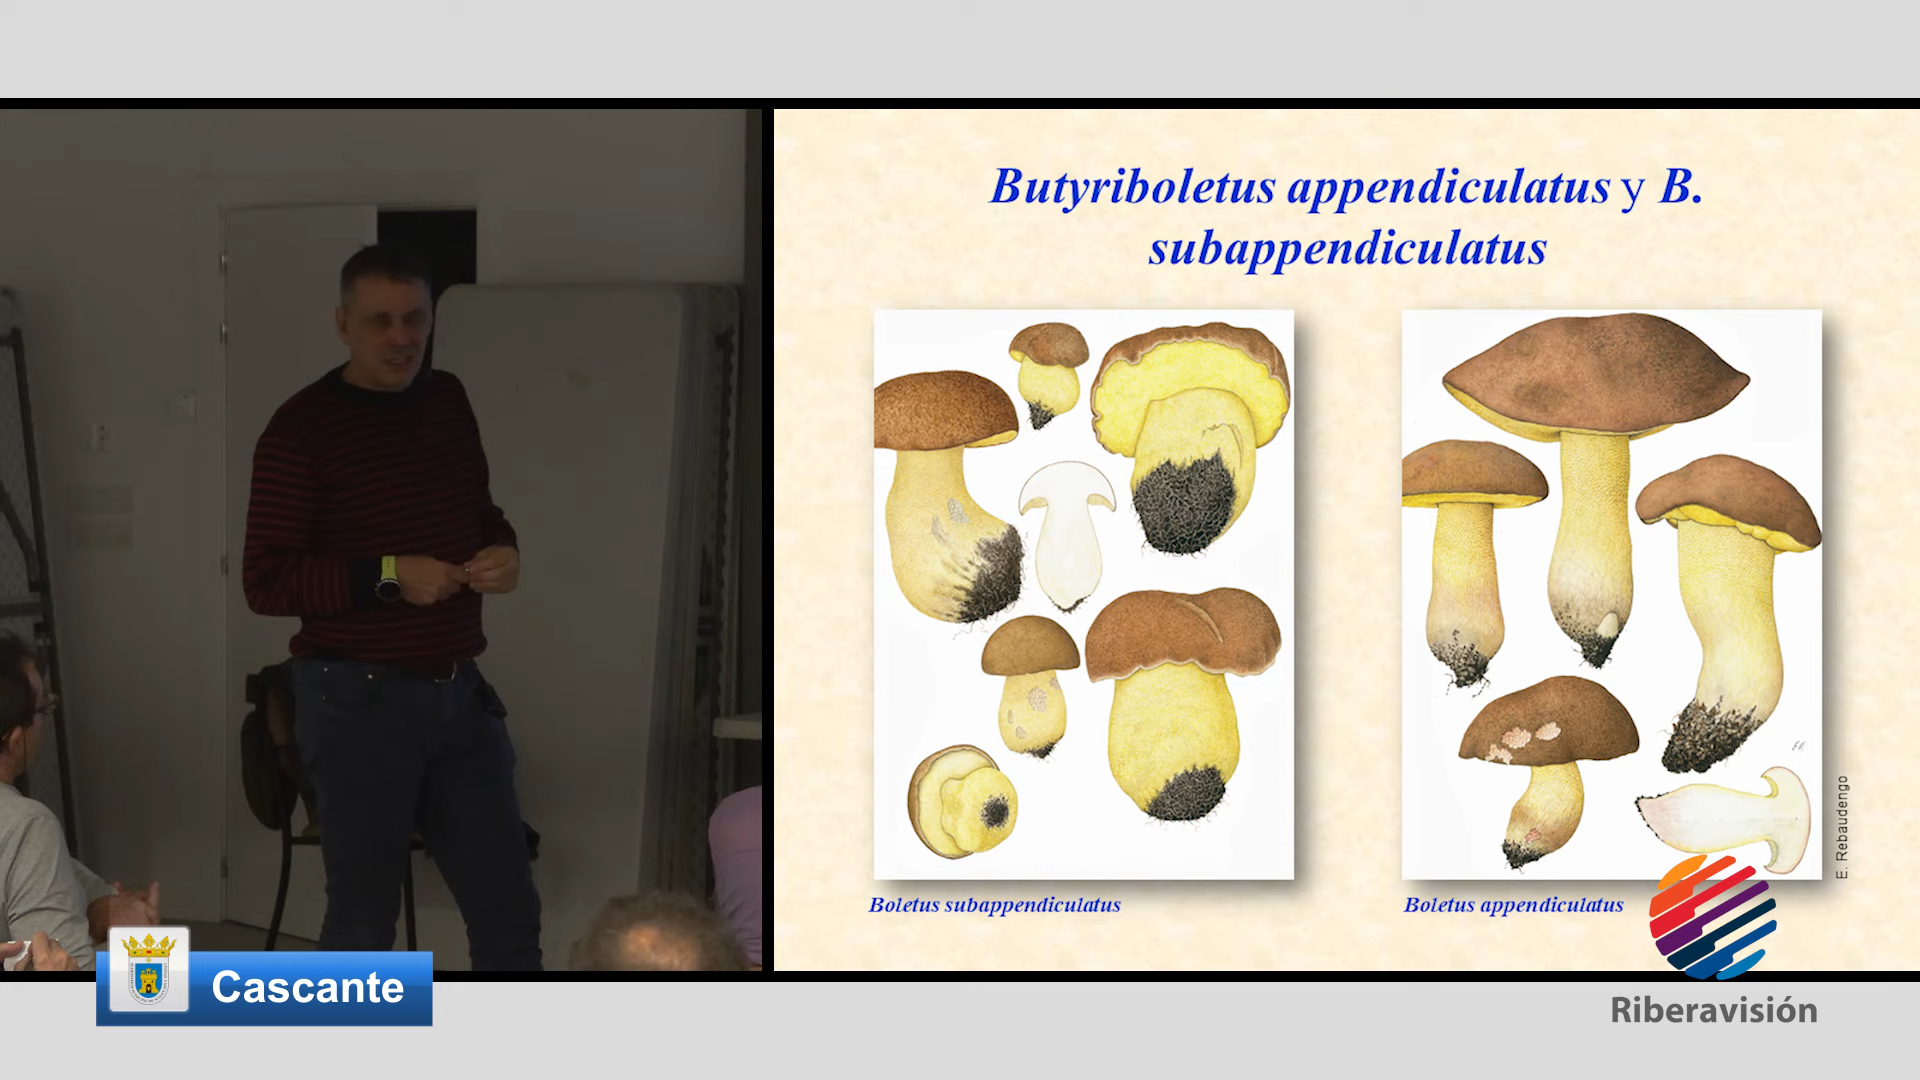 Butyriboletus appendiculatus y B.
subappendiculatus
E. Rebaudengo
Boletus subappendiculatus
Boletus appendiculatus
Cascante
Riberavisión